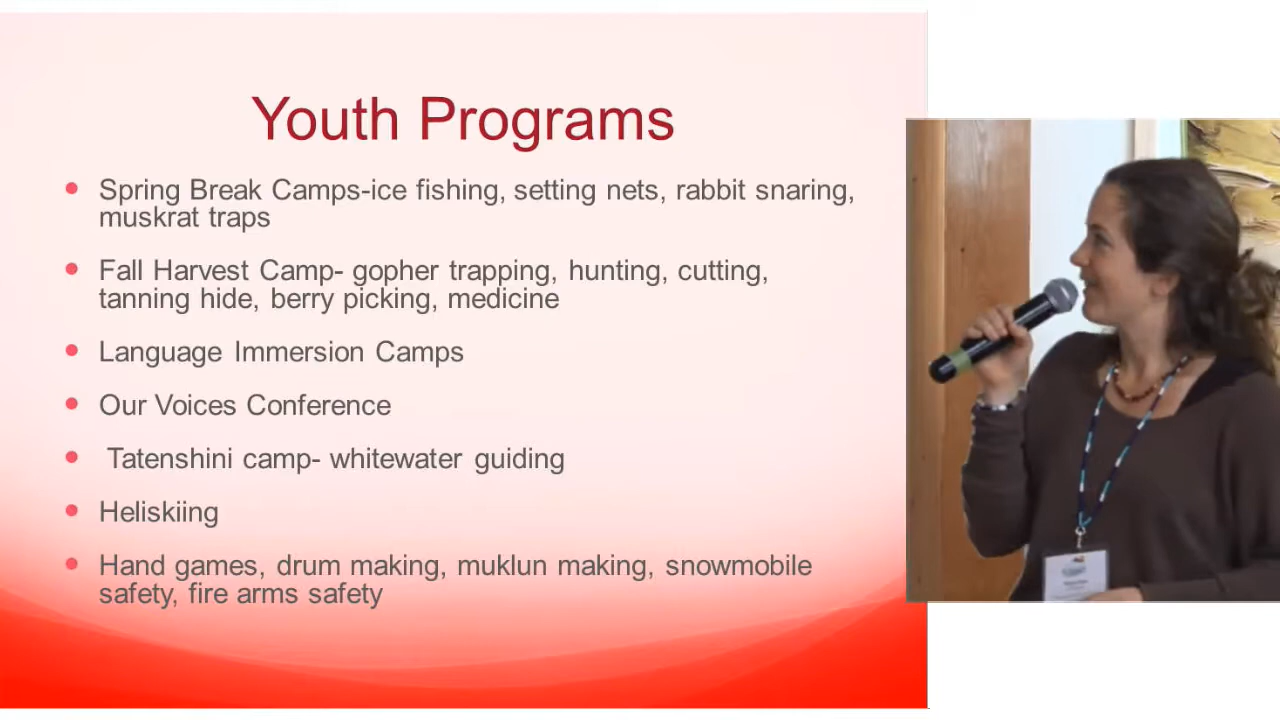 Youth Programs
Spring Break Camps-ice fishing, setting nets, rabbit snaring,
muskrat traps
Fall Harvest Camp- gopher trapping, hunting, cutting,
tanning hide, berry picking, medicine
Language Immersion Camps
Our Voices Conference
Tatenshini camp- whitewater guiding
Heliskiing
Hand games, drum making, muklun making, snowmobile
safety, fire arms safety